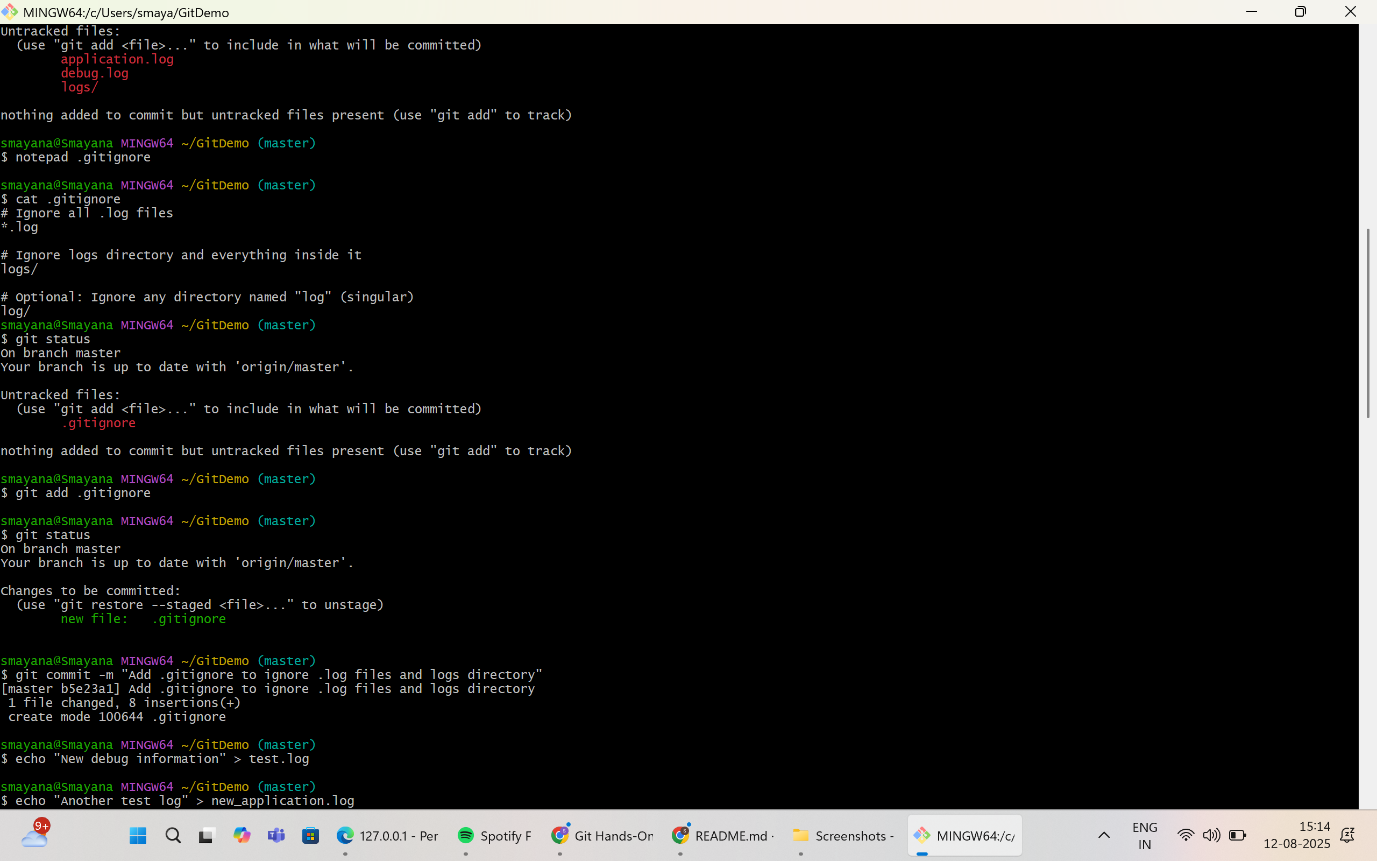 MINGW64:/c/Users/smaya/GitDemo
Untracked files:
  (use "git add <file>..." to include in what will be committed)
        application.log
        debug.log
        logs/

nothing added to commit but untracked files present (use "git add" to track)

smayana@Smayana MINGW64 ~/GitDemo (master)
$ notepad .gitignore

smayana@Smayana MINGW64 ~/GitDemo (master)
$ cat .gitignore
# Ignore all .log files
*.log

# Ignore logs directory and everything inside it
logs/

# Optional: Ignore any directory named "log" (singular)
log/
smayana@Smayana MINGW64 ~/GitDemo (master)
$ git status
On branch master
Your branch is up to date with 'origin/master'.

Untracked files:
  (use "git add <file>..." to include in what will be committed)
        .gitignore

nothing added to commit but untracked files present (use "git add" to track)

smayana@Smayana MINGW64 ~/GitDemo (master)
$ git add .gitignore

smayana@Smayana MINGW64 ~/GitDemo (master)
$ git status
On branch master
Your branch is up to date with 'origin/master'.

Changes to be committed:
  (use "git restore --staged <file>..." to unstage)
        new file:   .gitignore

smayana@Smayana MINGW64 ~/GitDemo (master)
$ git commit -m "Add .gitignore to ignore .log files and logs directory"
[master b5e23a1] Add .gitignore to ignore .log files and logs directory
 1 file changed, 8 insertions(+)
 create mode 100644 .gitignore

smayana@Smayana MINGW64 ~/GitDemo (master)
$ echo "New debug information" > test.log

smayana@Smayana MINGW64 ~/GitDemo (master)
$ echo "Another test log" > new_application.log
9+
127.0.0.1 - Per
Spotify F
Git Hands-On
README.md -
Screenshots -
MINGW64:/c/
ENG
IN
15:14
12-08-2025